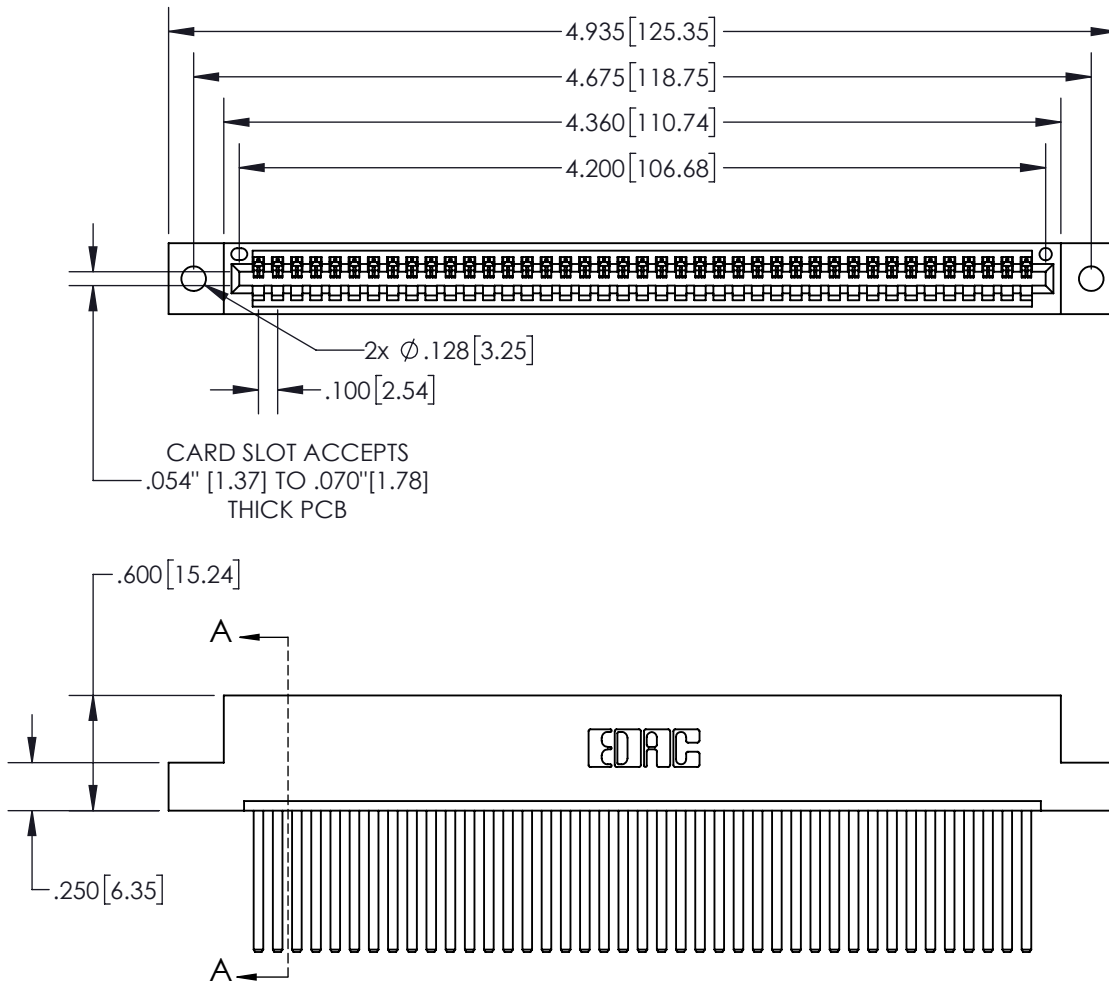 4.935[125.35]
4.675[118.75]
4.360[110.74]
4.200[106.68]
2x ∅.128[3.25]
.100[2.54]
CARD SLOT ACCEPTS
.054" [1.37] TO .070"[1.78]
THICK PCB
.600[15.24]
A
EDAC
.250[6.35]
A